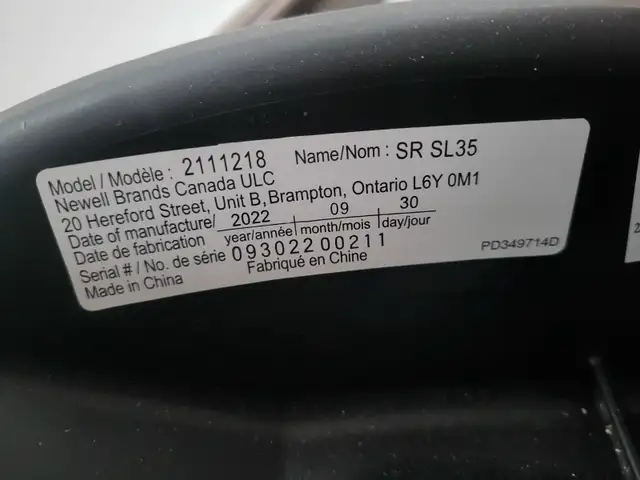 Model / Modèle : 2111218 Name/Nom : SR SL35
Newell Brands Canada ULC
20 Hereford Street, Unit B, Brampton, Ontario L6Y 0M1
Date of manufacture/ 2022 | 09 | 30
Date de fabrication year/année month/mois day/jour
Serial # / No. de série 09302200211
Made in China Fabriqué en Chine
PD349714D